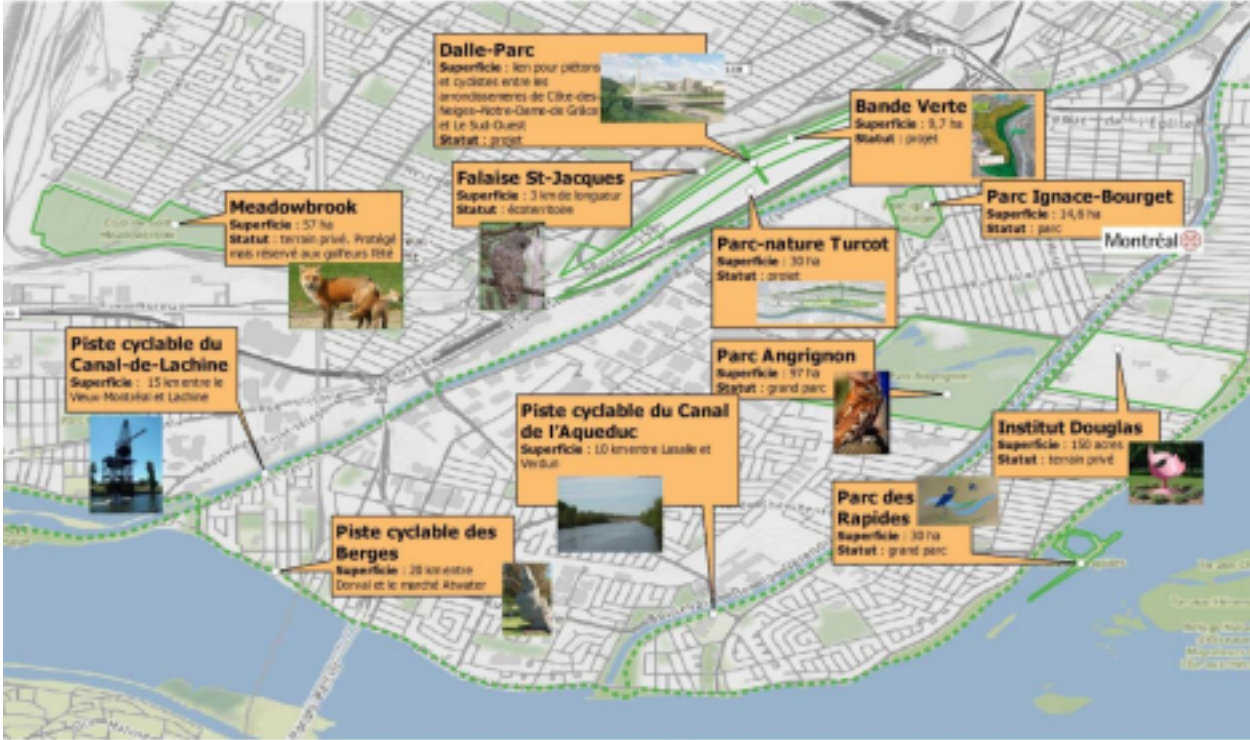 Dalle-Parc
Superficie : lien pour piétons
et cyclistes entre les
arrondissements de Côte-des-
Neiges-Notre-Dame-de Grâce
et Le Sud-Ouest
Statut : projet
Bande Verte
Superficie : 9,7 ha
Statut : projet
Falaise St-Jacques
Superficie : 3 km de longueur
Statut : écoterritoire
Parc Ignace-Bourget
Superficie : 14,6 ha
Statut : parc
Montréal
Meadowbrook
Superficie : 57 ha
Statut : terrain privé. Protégé
mais réservé aux golfeurs l'été
Parc-nature Turcot
Superficie : 30 ha
Statut : projet
Piste cyclable du
Canal-de-Lachine
Superficie : 15 km entre le
Vieux-Montréal et Lachine
Parc Angrignon
Superficie : 97 ha
Statut : grand parc
Piste cyclable du Canal
de l'Aqueduc
Superficie : 10 km entre Lasalle et
Verdun
Institut Douglas
Superficie : 150 acres
Statut : terrain privé
Parc des
Rapides
Superficie : 30 ha
Statut : grand parc
Piste cyclable des
Berges
Superficie : 20 km entre
Dorval et le marché Atwater